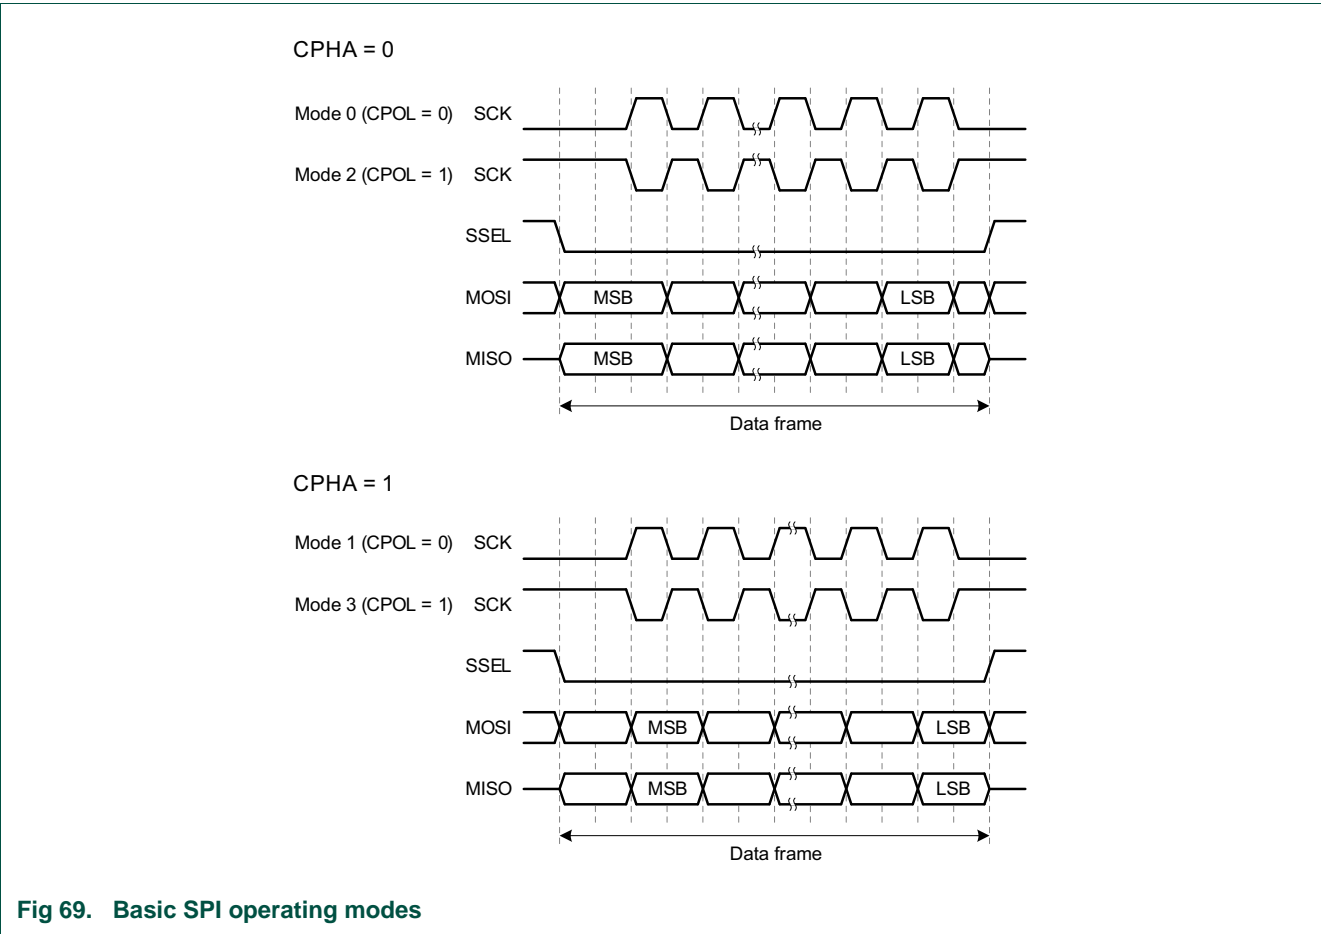 CPHA = 0
Mode 0 (CPOL = 0) SCK
Mode 2 (CPOL = 1) SCK
SSEL
MOSI MSB LSB
MISO MSB LSB
Data frame
CPHA = 1
Mode 1 (CPOL = 0) SCK
Mode 3 (CPOL = 1) SCK
SSEL
MOSI MSB LSB
MISO MSB LSB
Data frame
Fig 69. Basic SPI operating modes